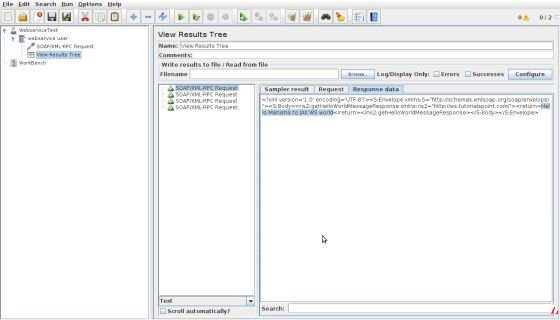 File Edit Search Run Options Help
0 ⚠ 0 / 2
WebserviceTest
webservice user
SOAP/XML-RPC Request
View Results Tree
WorkBench
View Results Tree
Name: View Results Tree
Comments:
Write results to file / Read from file
Filename Browse... Log/Display Only: Errors Successes Configure
SOAP/XML-RPC Request
SOAP/XML-RPC Request
SOAP/XML-RPC Request
SOAP/XML-RPC Request
Sampler result Request Response data
<?xml version='1.0' encoding='UTF-8'?><S:Envelope xmlns:S="http://schemas.xmlsoap.org/soap/envelope/
"><S:Body><ns2:getHelloWorldMessageResponse xmlns:ns2="http://ws.tutorialspoint.com/"><return>Hel
lo Manisha to JAX WS world</return></ns2:getHelloWorldMessageResponse></S:Body></S:Envelope>
Text
Scroll automatically?
Search: